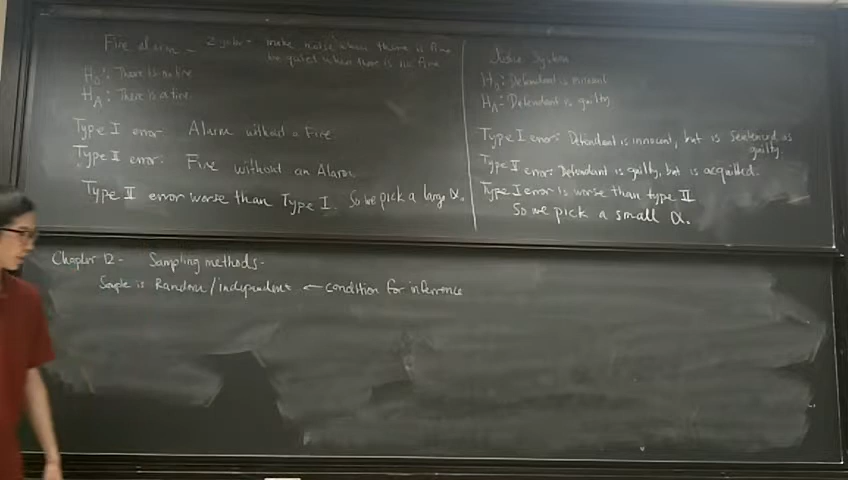 Fire alarm - 2 jobs - make noise when there is fire
be quiet when there is no fire
H0: There is no fire
HA: There is a fire
Type I error: Alarm without a Fire
Type II error: Fire without an Alarm
Type II error worse than Type I. So we pick a large α.
Justice System
H0: Defendant is innocent
HA: Defendant is guilty
Type I error: Defendant is innocent, but is sentenced as
guilty.
Type II error: Defendant is guilty, but is acquitted.
Type I error is worse than type II
So we pick a small α.
Chapter 12 - Sampling methods -
Sample is Random/independent ← condition for inference